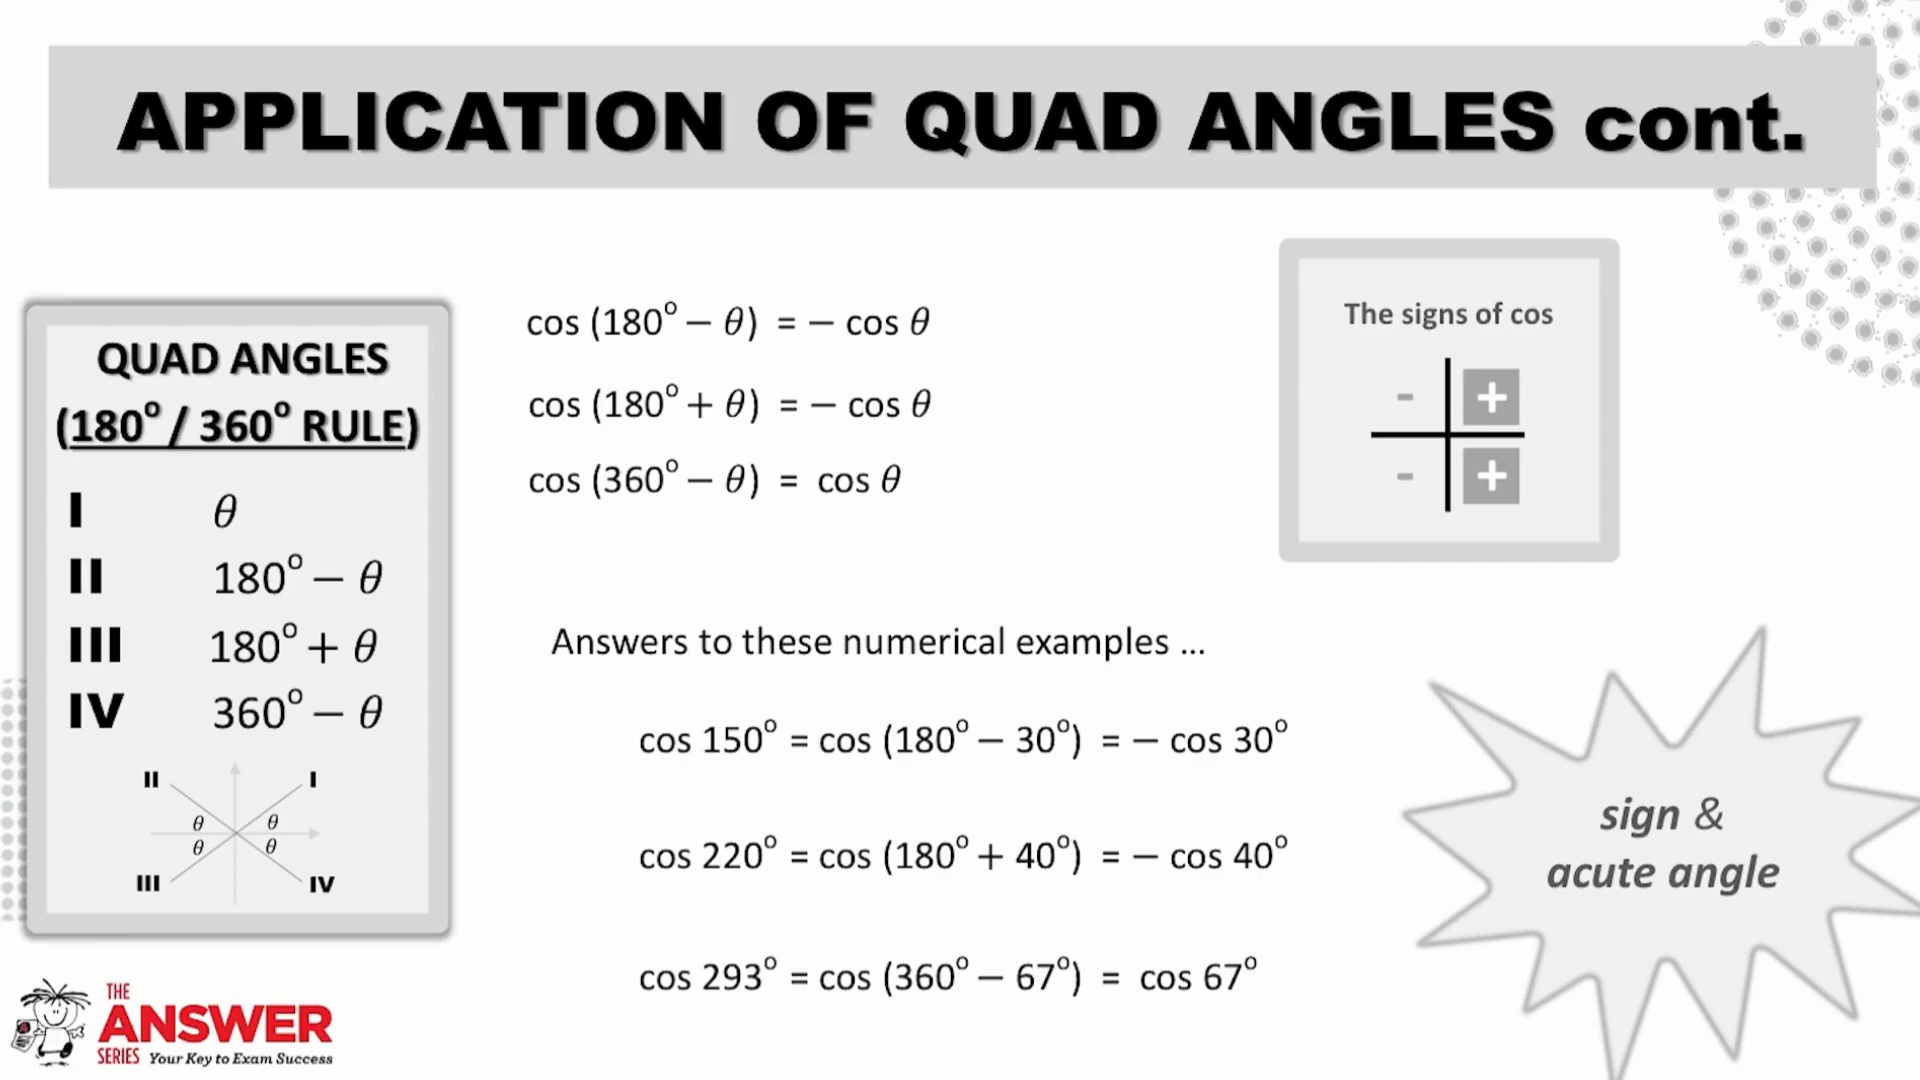 APPLICATION OF QUAD ANGLES cont.
QUAD ANGLES
(180° / 360° RULE)
I θ
II 180° – θ
III 180° + θ
IV 360° – θ
II I
θ θ
θ θ
III IV
cos (180° – θ) = – cos θ
cos (180° + θ) = – cos θ
cos (360° – θ) = cos θ
The signs of cos
- +
- +
Answers to these numerical examples ...
cos 150° = cos (180° – 30°) = – cos 30°
cos 220° = cos (180° + 40°) = – cos 40°
cos 293° = cos (360° – 67°) = cos 67°
sign &
acute angle
THE
ANSWER
SERIES Your Key to Exam Success